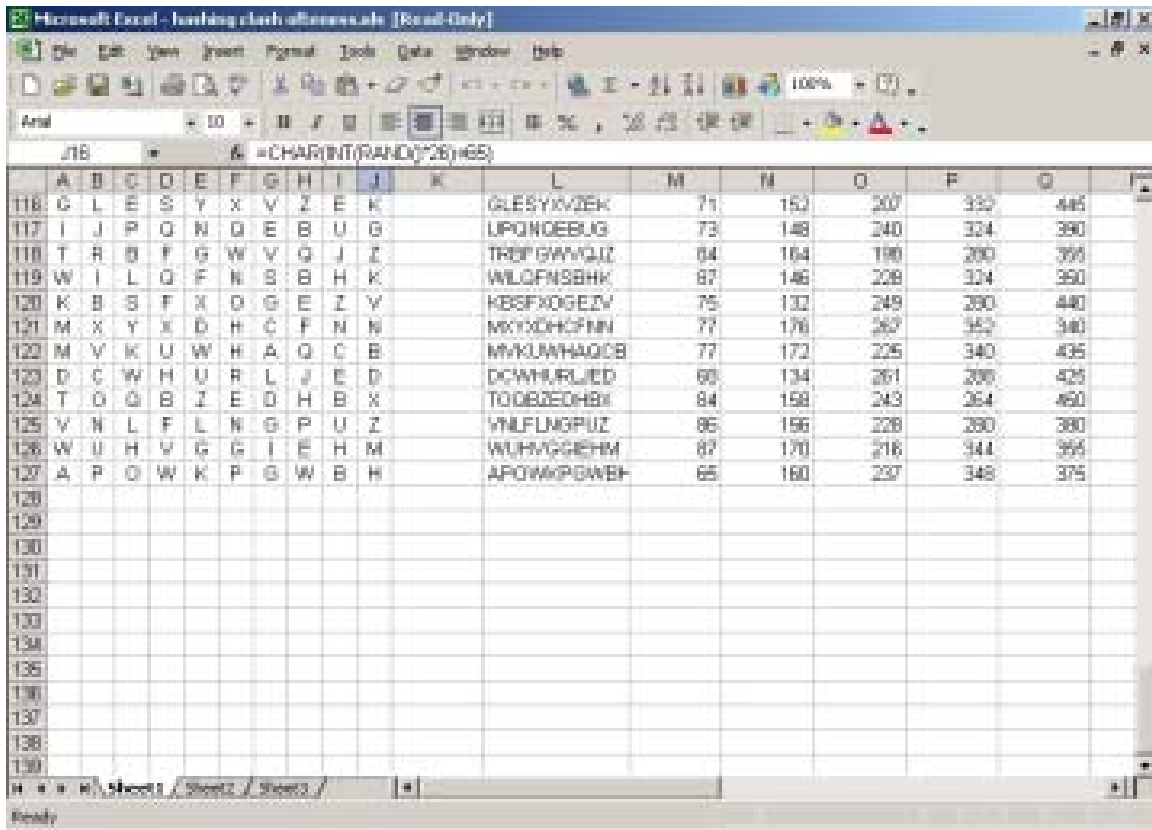 Microsoft Excel - hashing clash oftenness.xls [Read-Only]
File Edit View Insert Format Tools Data Window Help
100%
Arial 10
J16 =CHAR(INT(RAND()*26)+65)
A B C D E F G H I J K L M N O P Q
116 G L E S Y X V Z E K GLESYXVZEK 71 152 207 332 445
117 I J P Q N Q E B U G IJPQNQEBUG 73 148 240 324 390
118 T R B F G W V Q J Z TRBFGWVQJZ 84 164 198 280 355
119 W I L Q F N S B H K WILQFNSBHK 87 146 228 324 350
120 K B S F X O G E Z V KBSFXOGEZV 75 132 249 280 440
121 M X Y X D H C F N N MXYXDHCFNN 77 176 267 352 340
122 M V K U W H A Q C B MVKUWHAQCB 77 172 225 340 435
123 D C W H U R L J E D DCWHURLJED 68 134 261 288 425
124 T O Q B Z E D H B X TOQBZEDHBX 84 158 243 264 450
125 V N L F L N G P U Z VNLFLNGPUZ 86 156 228 280 380
126 W U H V G G I E H M WUHVGGIEHM 87 170 216 344 355
127 A P O W K P G W B H APOWKPGWBH 65 160 237 348 375
128
129
130
131
132
133
134
135
136
137
138
139
Sheet1 Sheet2 Sheet3
Ready